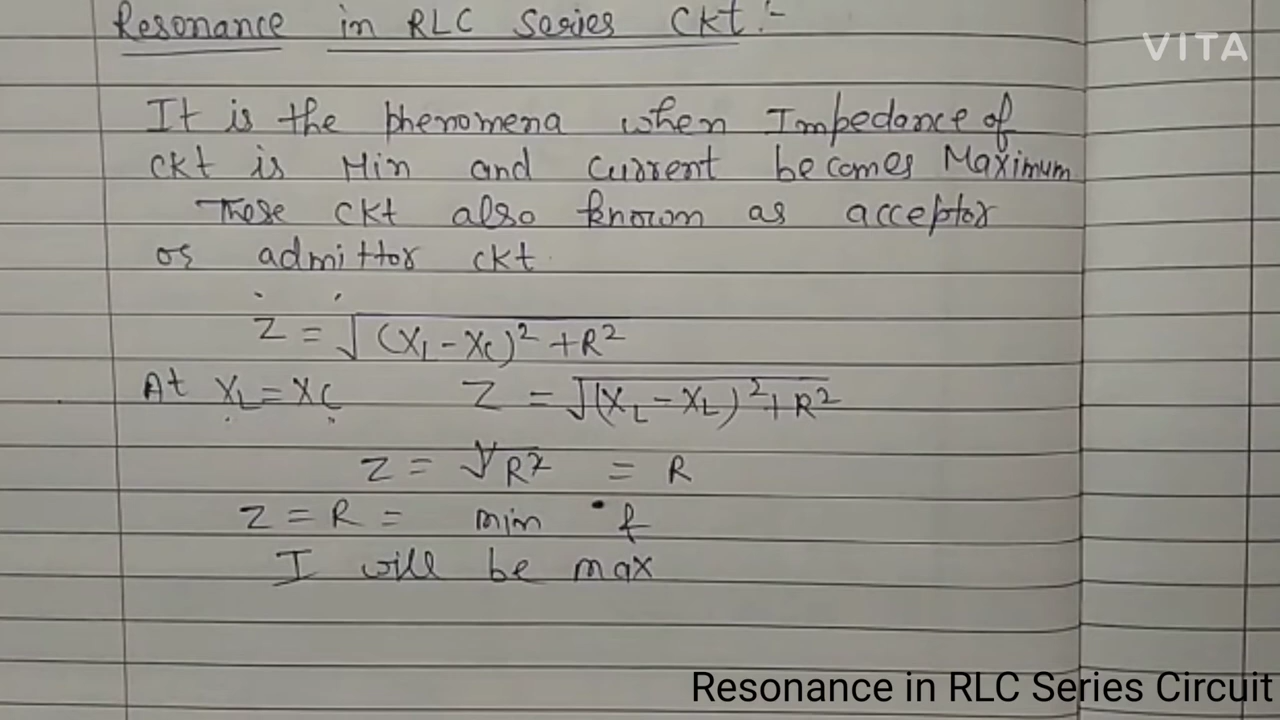 Resonance in RLC Series Ckt :-
VITA
It is the phenomena when Impedance of
ckt is Min and current becomes Maximum
These ckt also known as acceptor
or admittor ckt.
Z = √(XL - XC)² + R²
At XL = XC Z = √(XL - XL)² + R²
Z = √R² = R
Z = R = min &
I will be max
Resonance in RLC Series Circuit